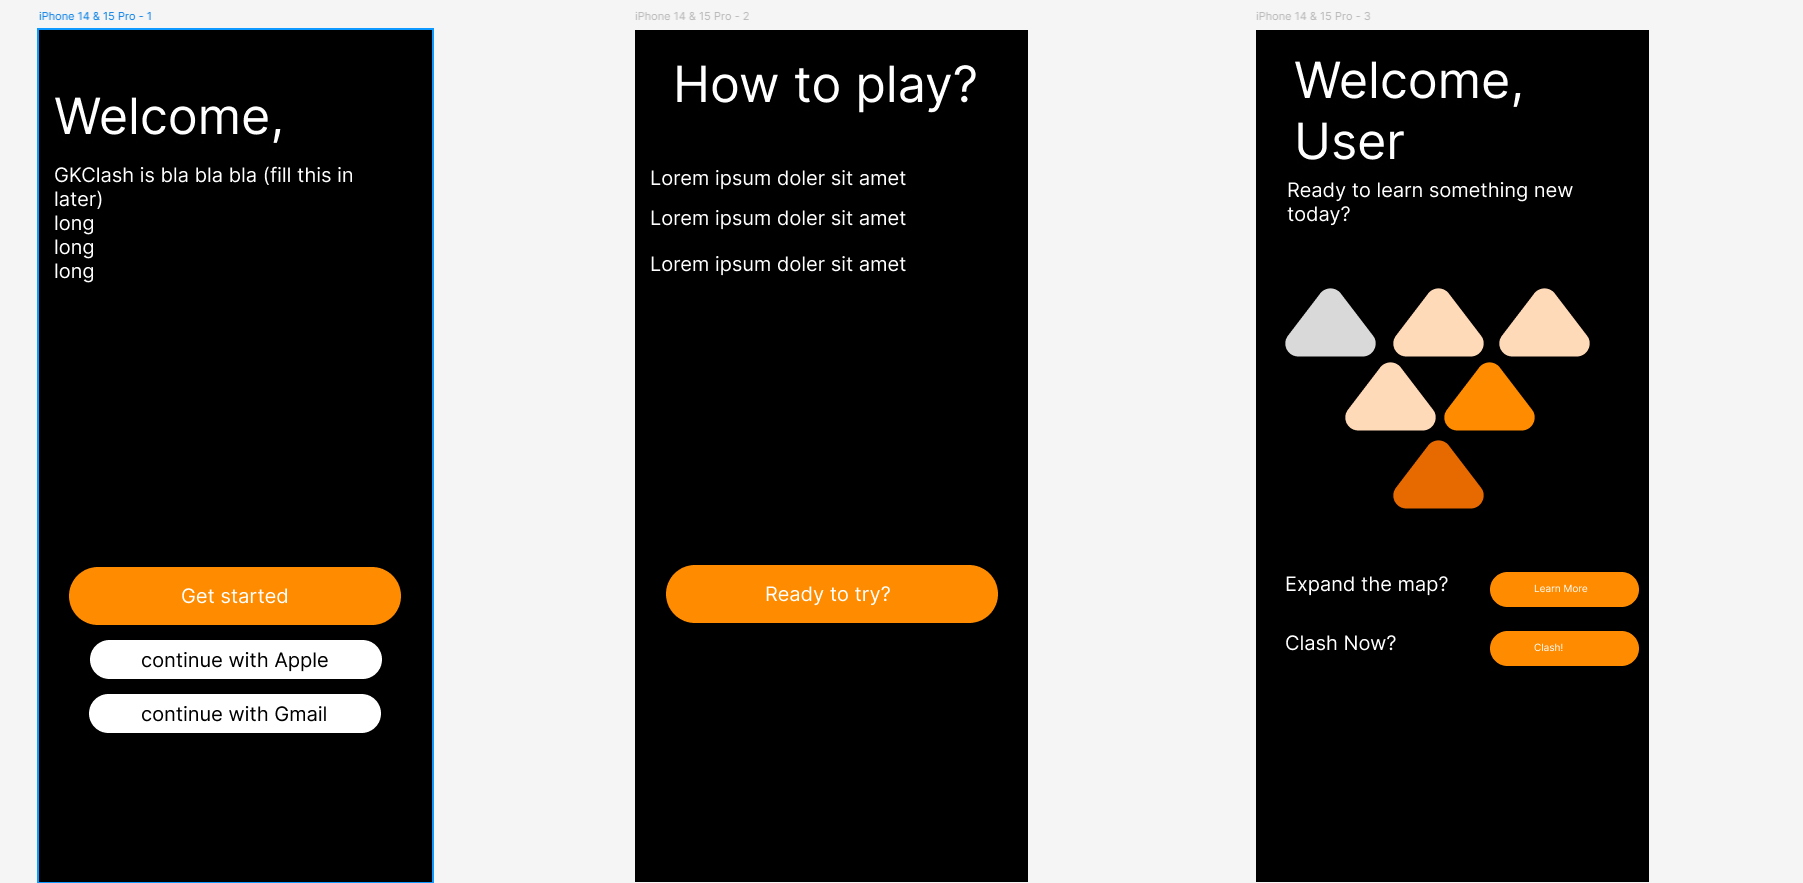 iPhone 14 & 15 Pro - 1
Welcome,
GKClash is bla bla bla (fill this in
later)
long
long
long
Get started
continue with Apple
continue with Gmail
iPhone 14 & 15 Pro - 2
How to play?
Lorem ipsum doler sit amet
Lorem ipsum doler sit amet
Lorem ipsum doler sit amet
Ready to try?
iPhone 14 & 15 Pro - 3
Welcome,
User
Ready to learn something new
today?
Expand the map?
Learn More
Clash Now?
Clash!